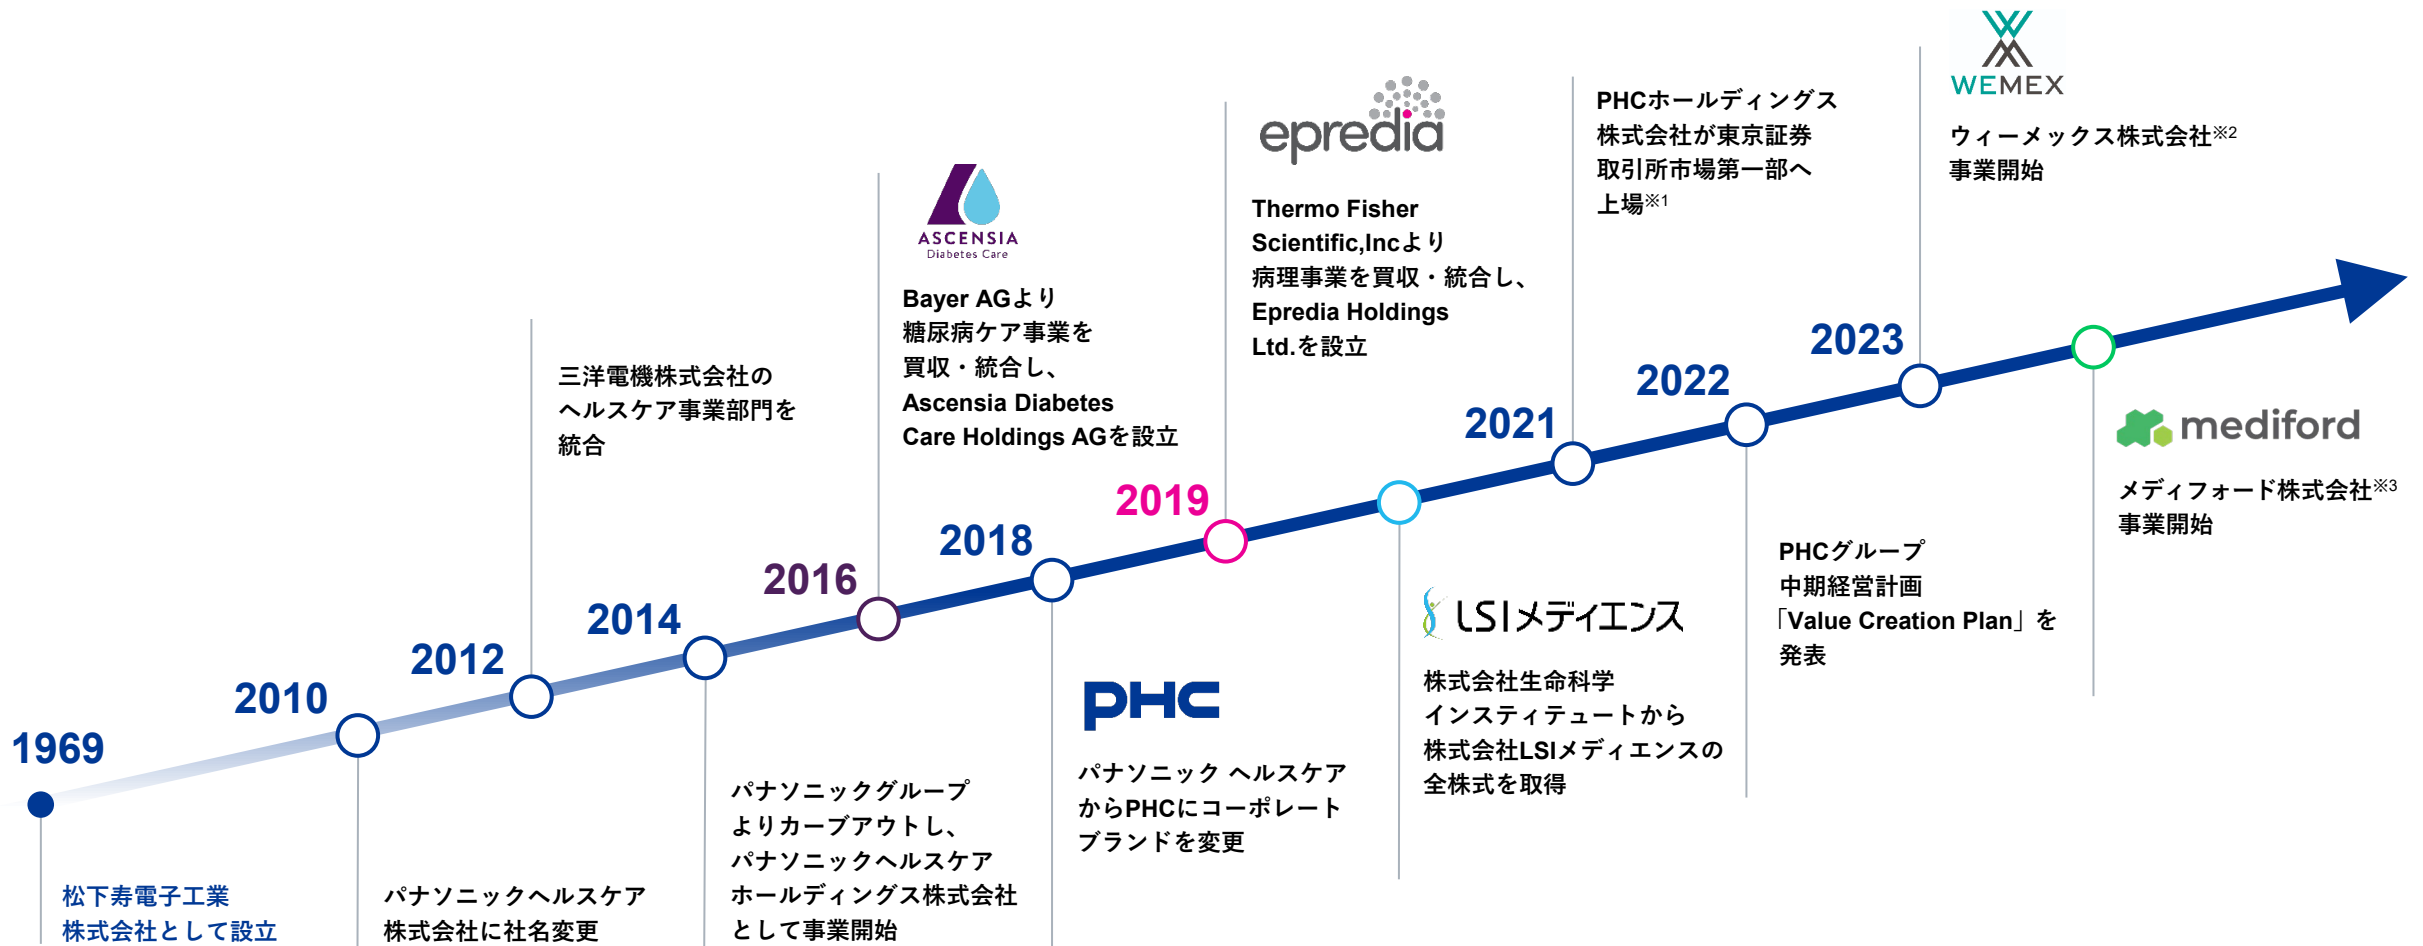 1969
松下寿電子工業
株式会社として設立
2010
パナソニックヘルスケア
株式会社に社名変更
2012
三洋電機株式会社の
ヘルスケア事業部門を
統合
2014
パナソニックグループ
よりカーブアウトし、
パナソニックヘルスケア
ホールディングス株式会社
として事業開始
2016
ASCENSIA
Diabetes Care
Bayer AGより
糖尿病ケア事業を
買収・統合し、
Ascensia Diabetes
Care Holdings AGを設立
2018
PHC
パナソニック ヘルスケア
からPHCにコーポレート
ブランドを変更
2019
epredia
Thermo Fisher
Scientific,Incより
病理事業を買収・統合し、
Epredia Holdings
Ltd.を設立
LSIメディエンス
株式会社生命科学
インスティテュートから
株式会社LSIメディエンスの
全株式を取得
2021
PHCホールディングス
株式会社が東京証券
取引所市場第一部へ
上場※1
2022
PHCグループ
中期経営計画
「Value Creation Plan」を
発表
2023
WEMEX
ウィーメックス株式会社※2
事業開始
mediford
メディフォード株式会社※3
事業開始